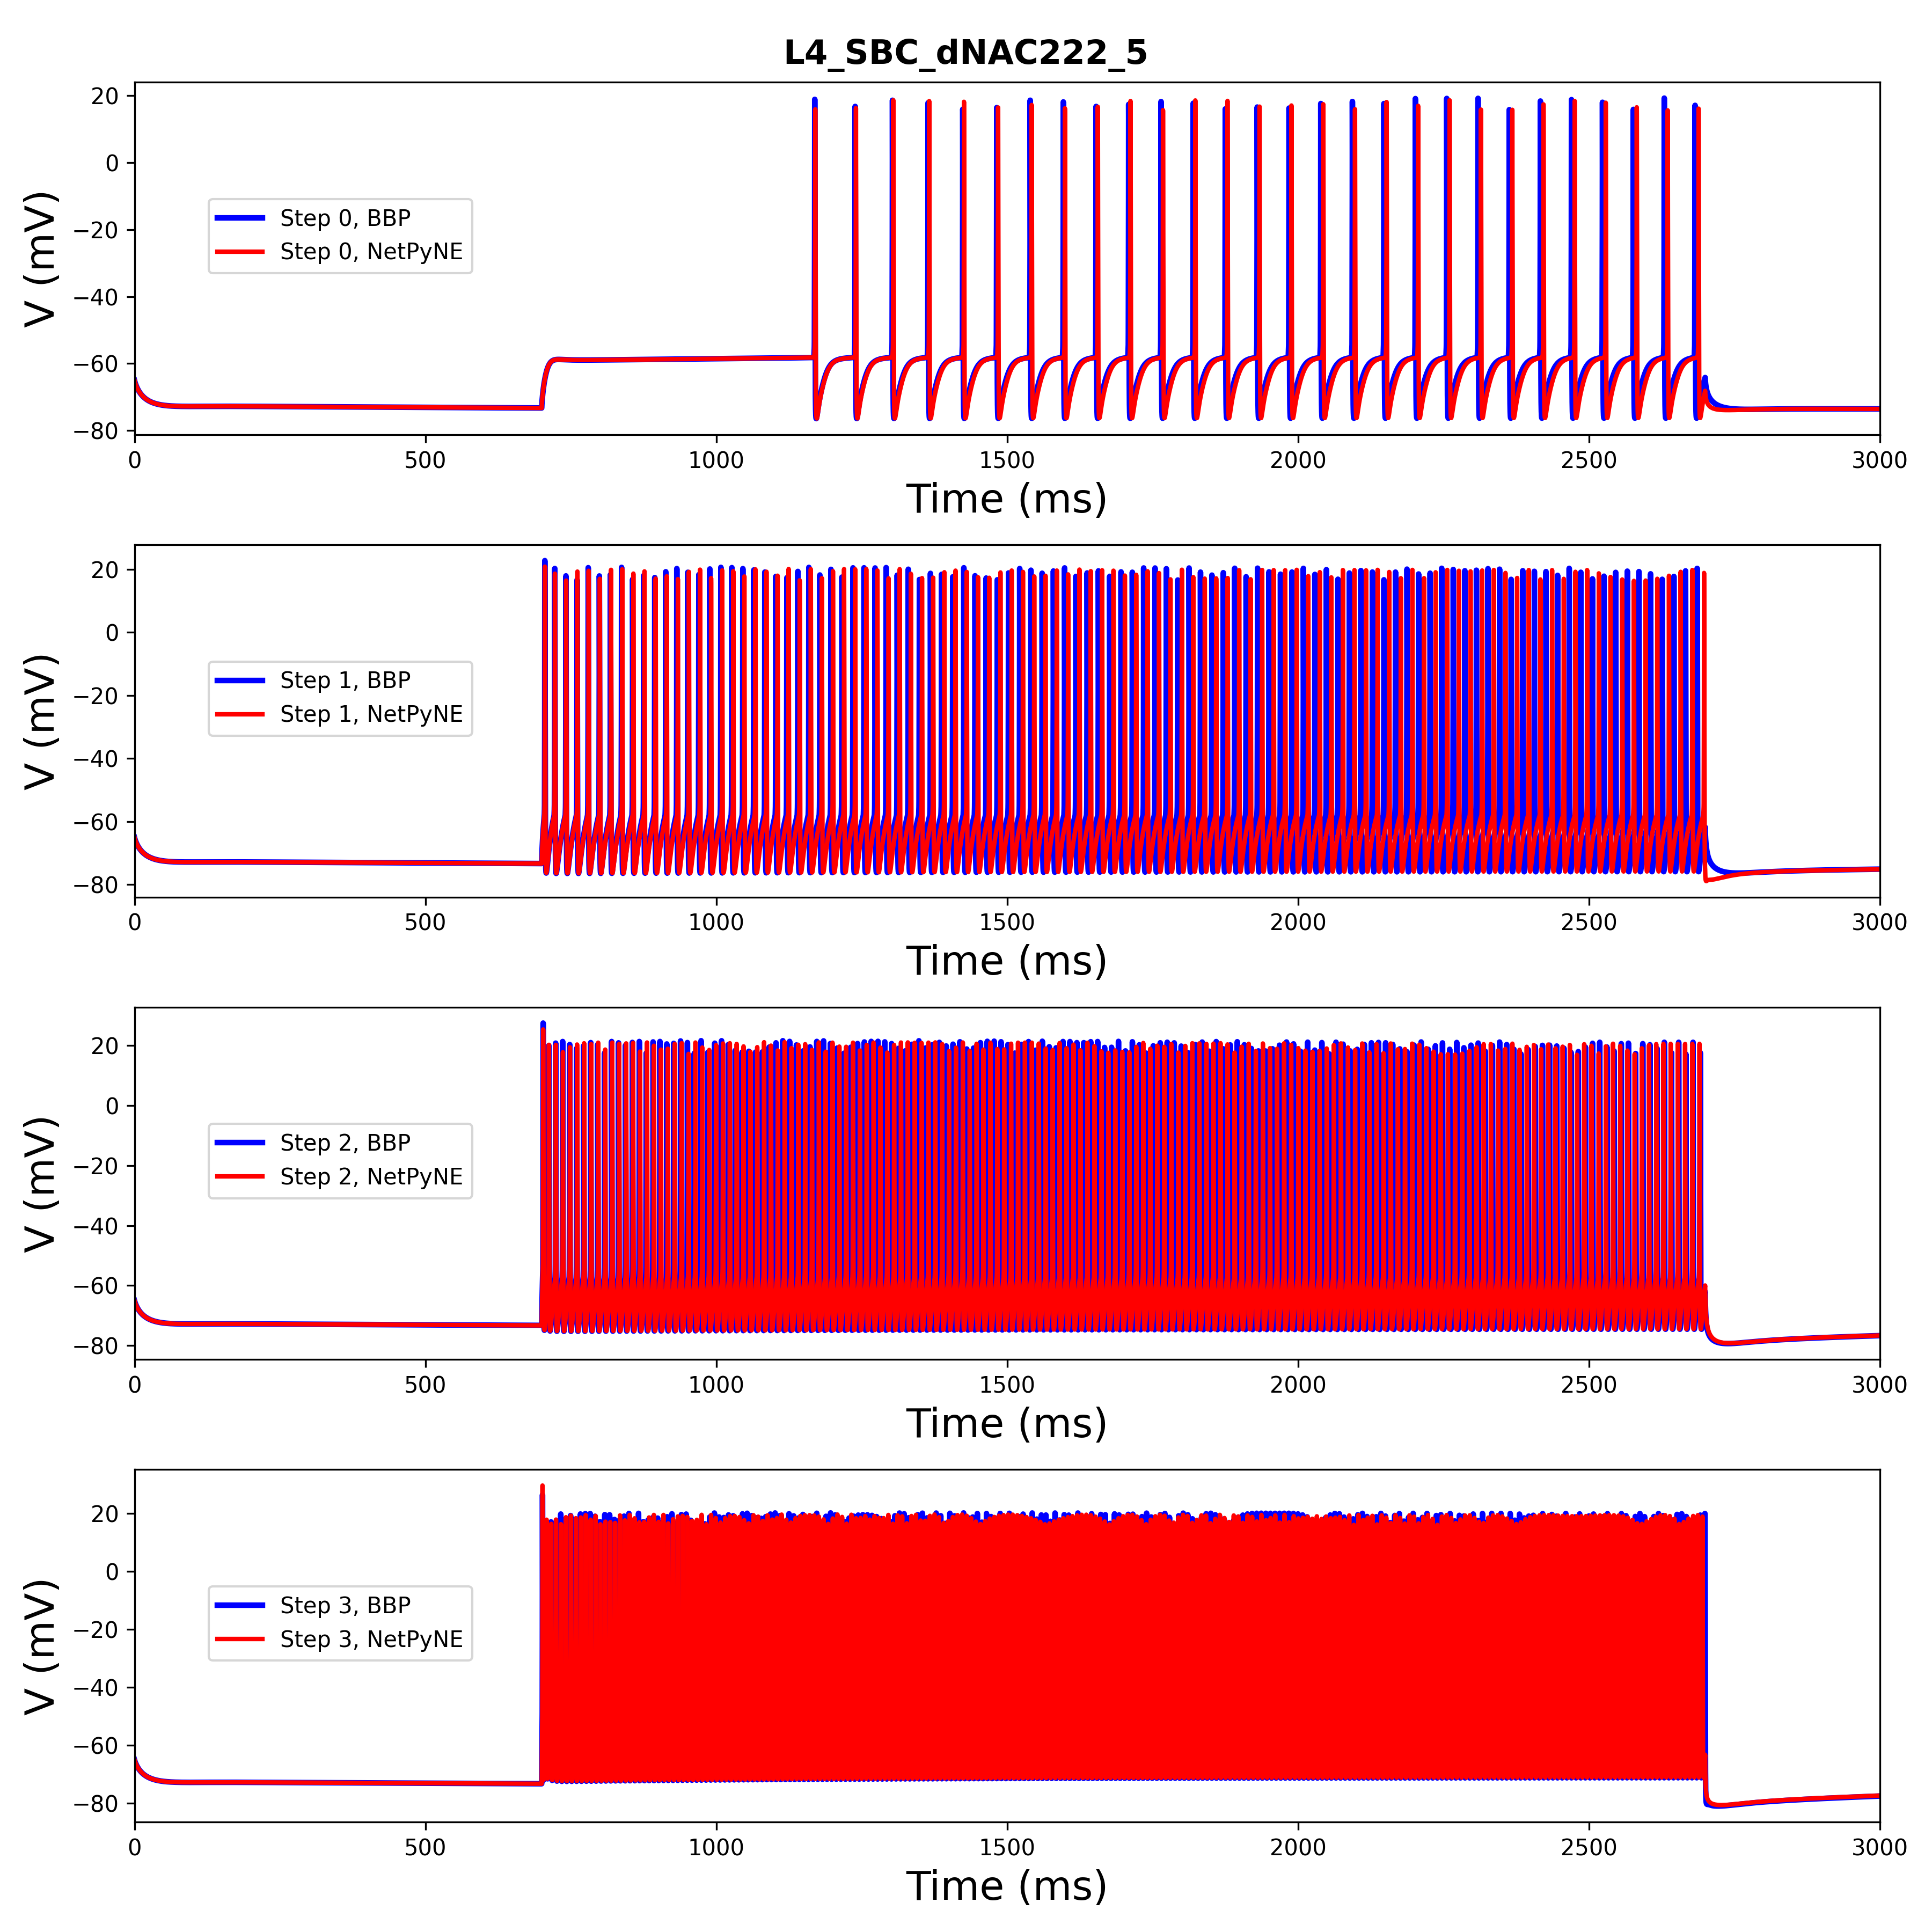 L4_SBC_dNAC222_5
20
0
−20
−40
−60
−80
V (mV)
Step 0, BBP
Step 0, NetPyNE
0 500 1000 1500 2000 2500 3000
Time (ms)
20
0
−20
−40
−60
−80
V (mV)
Step 1, BBP
Step 1, NetPyNE
0 500 1000 1500 2000 2500 3000
Time (ms)
20
0
−20
−40
−60
−80
V (mV)
Step 2, BBP
Step 2, NetPyNE
0 500 1000 1500 2000 2500 3000
Time (ms)
20
0
−20
−40
−60
−80
V (mV)
Step 3, BBP
Step 3, NetPyNE
0 500 1000 1500 2000 2500 3000
Time (ms)